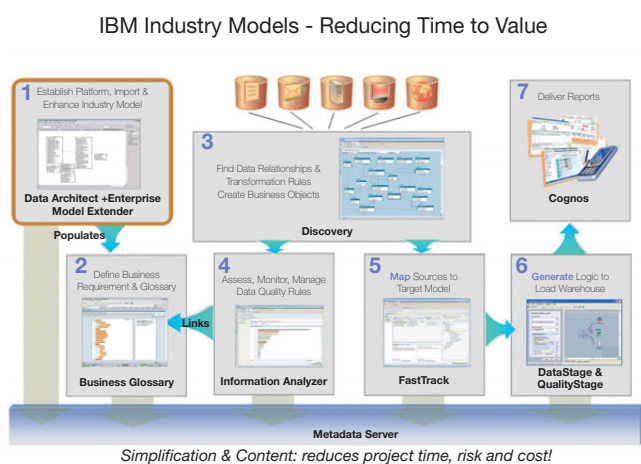 IBM Industry Models - Reducing Time to Value
1
Establish Platform, Import &
Enhance Industry Model
Data Architect +Enterprise
Model Extender
Populates
2
Define Business
Requirement & Glossary
Business Glossary
3
Find Data Relationships &
Transformation Rules
Create Business Objects
Discovery
4
Assess, Monitor, Manage
Data Quality Rules
Links
Information Analyzer
5
Map Sources to
Target Model
FastTrack
6
Generate Logic to
Load Warehouse
DataStage &
QualityStage
7
Deliver Reports
Cognos
Metadata Server
Simplification & Content: reduces project time, risk and cost!